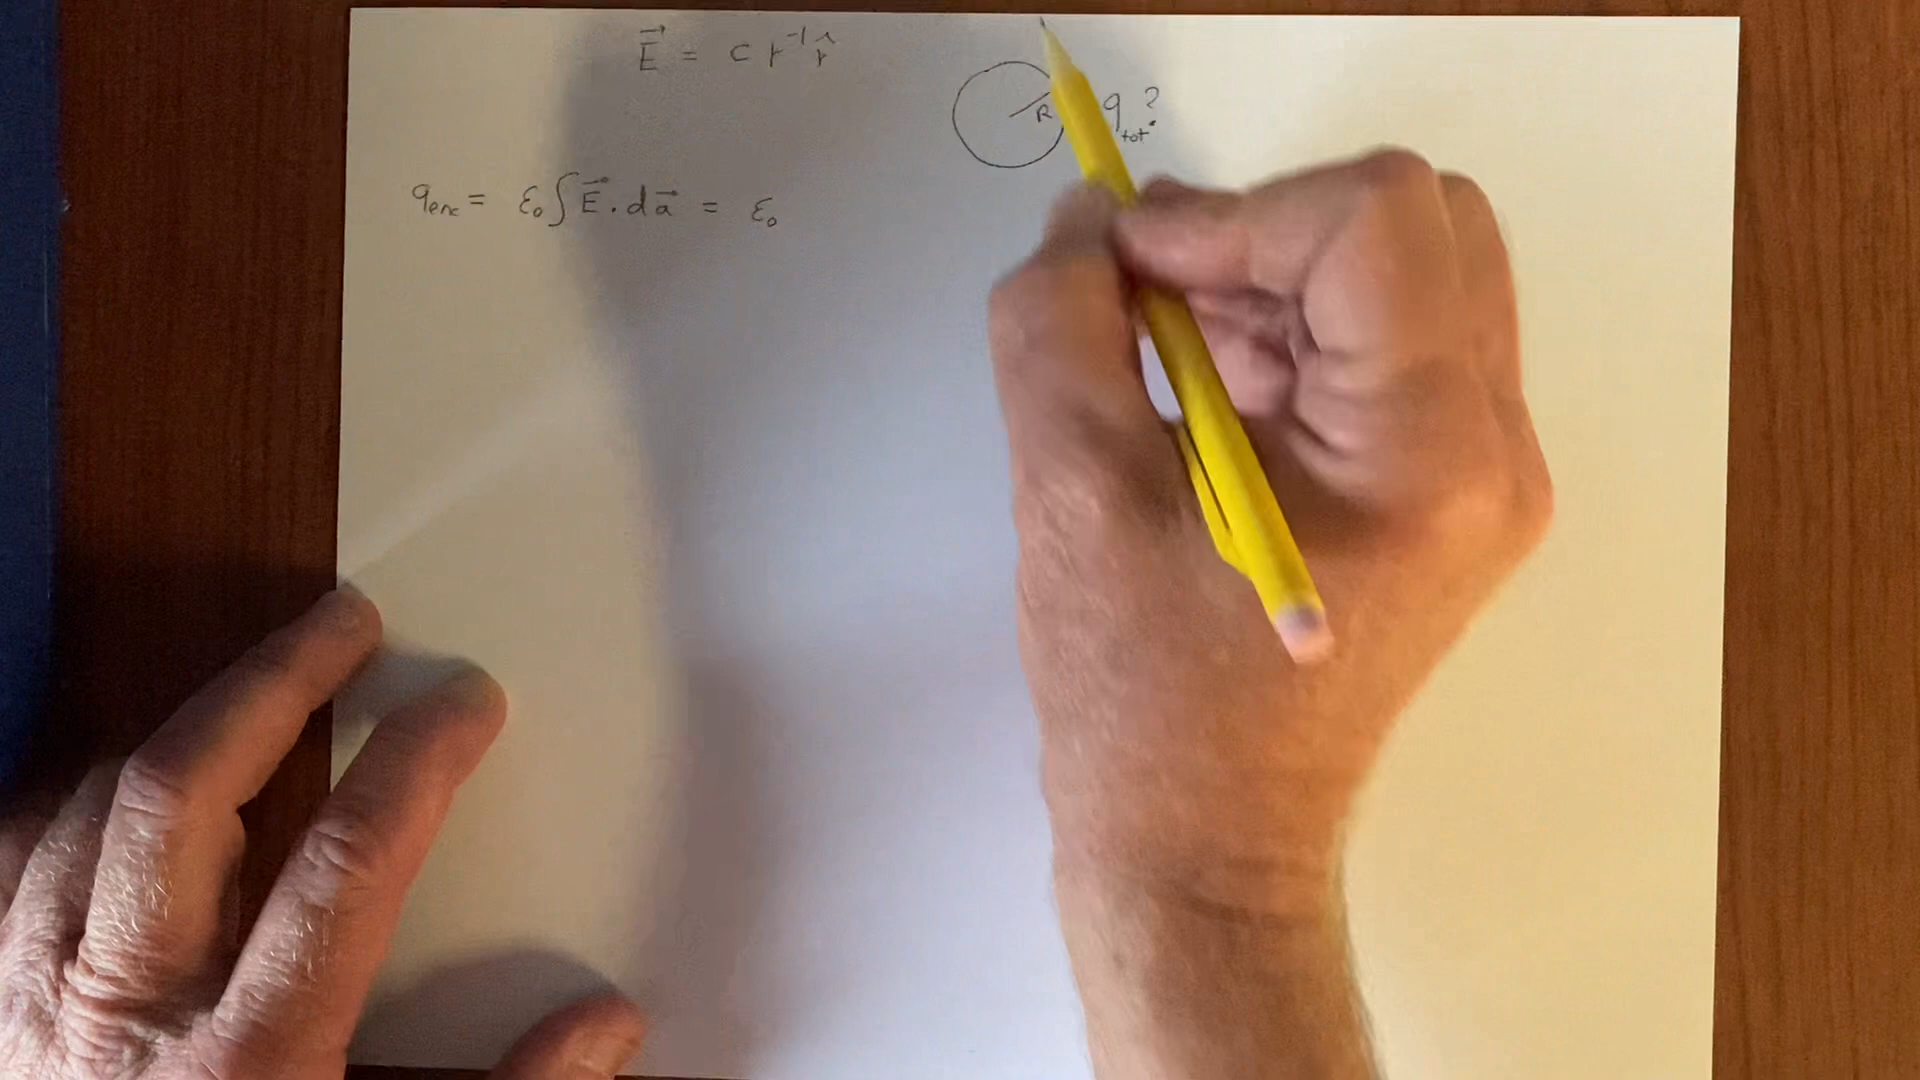 E⃗ = c r⁻¹ r̂
R q_tot?
q_enc = ε₀ ∫ E⃗ . da⃗ = ε₀